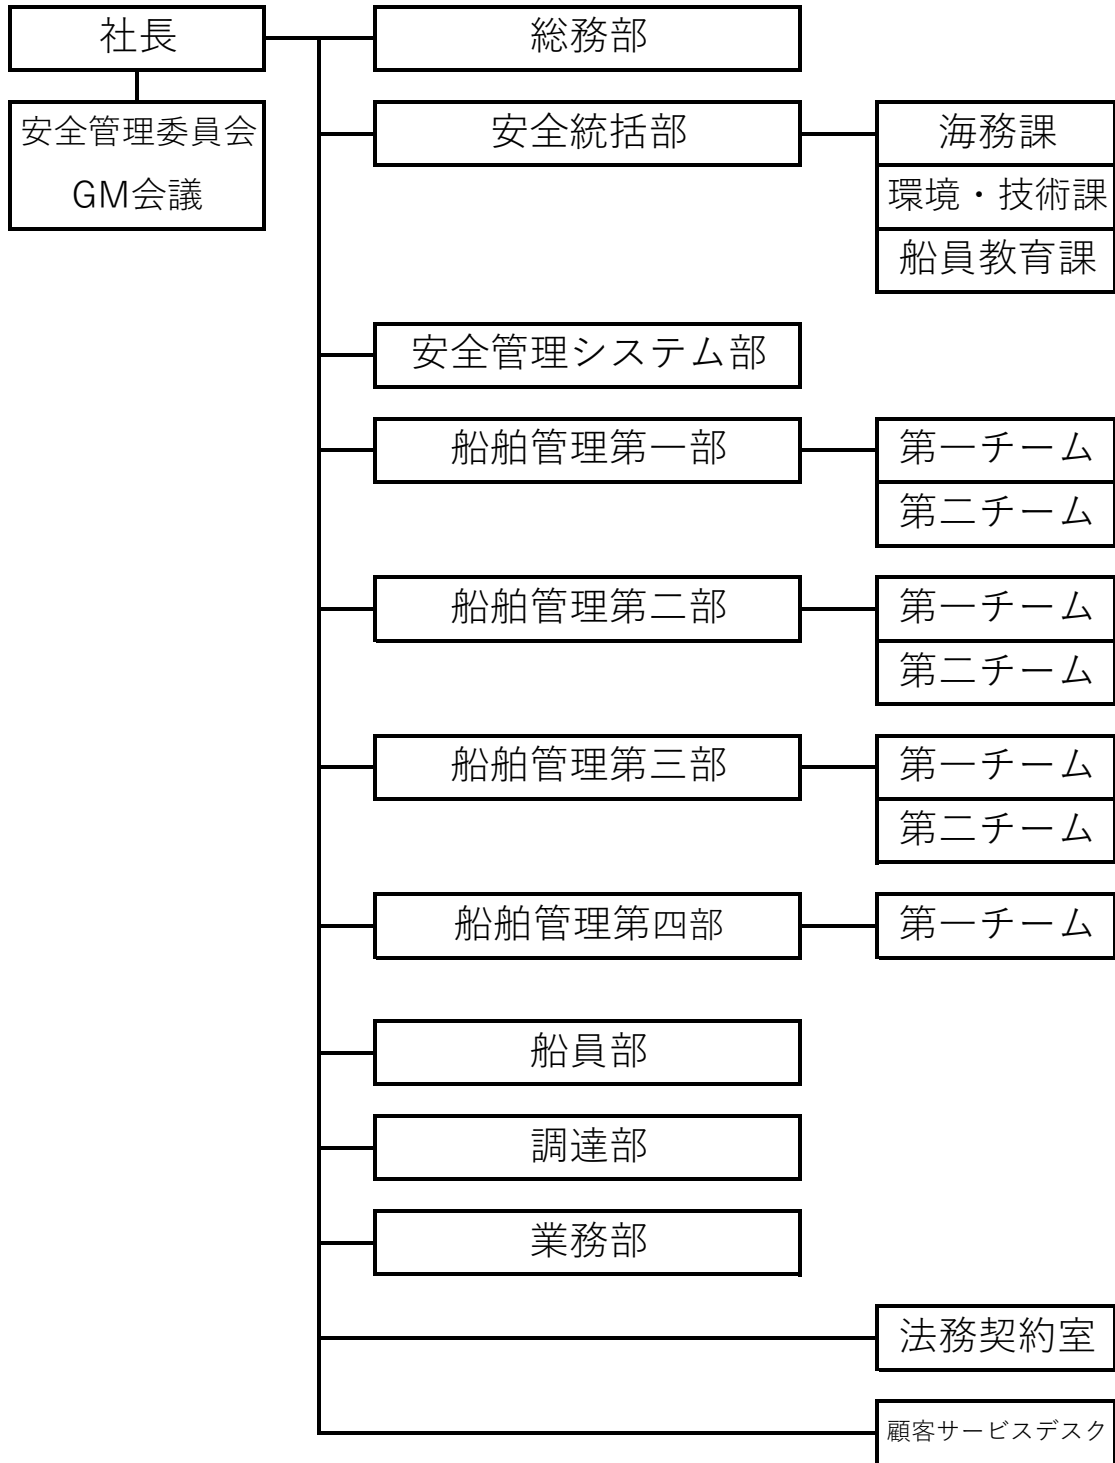 社長
総務部
安全管理委員会
GM会議
安全統括部
海務課
環境・技術課
船員教育課
安全管理システム部
船舶管理第一部
第一チーム
第二チーム
船舶管理第二部
第一チーム
第二チーム
船舶管理第三部
第一チーム
第二チーム
船舶管理第四部
第一チーム
船員部
調達部
業務部
法務契約室
顧客サービスデスク